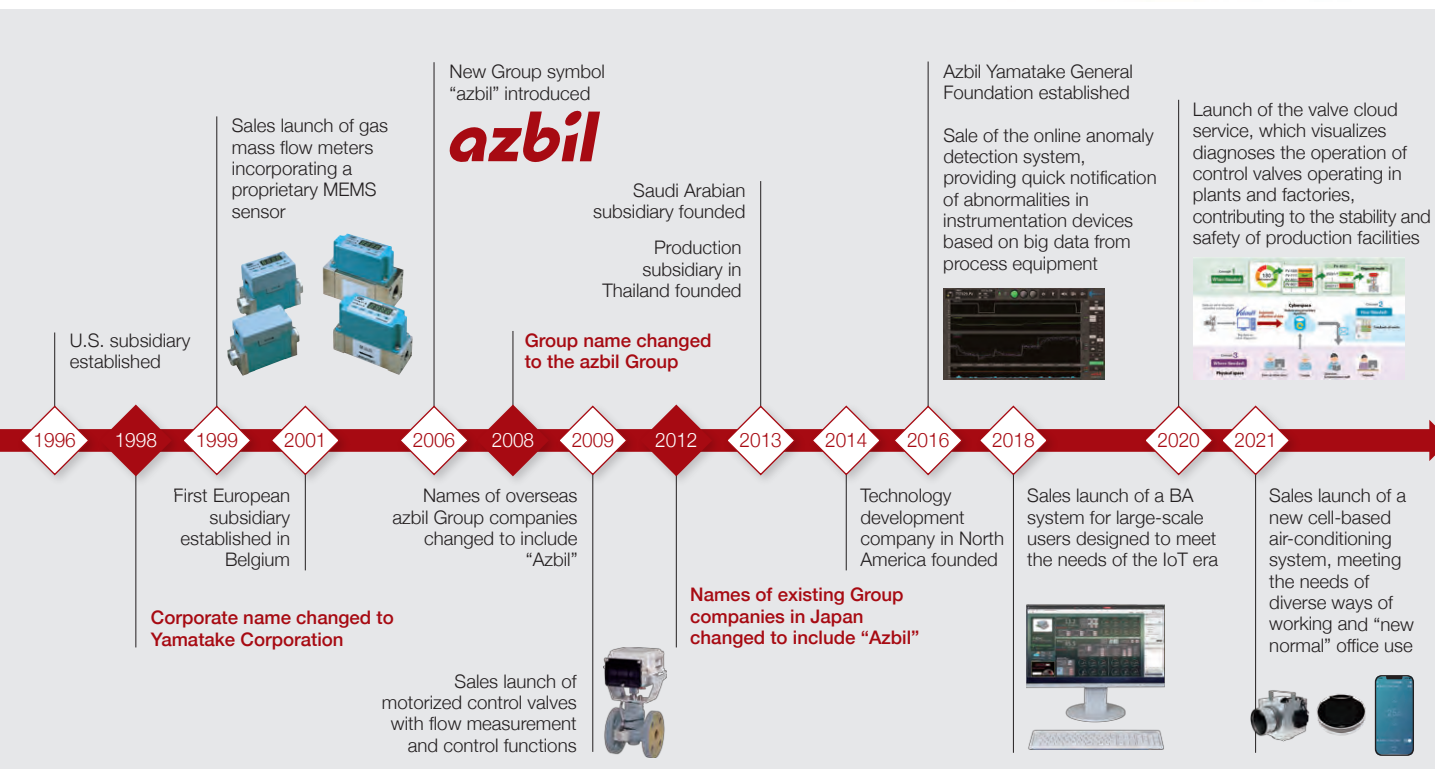 New Group symbol
“azbil” introduced
azbil
Azbil Yamatake General
Foundation established
Sale of the online anomaly
detection system,
providing quick notification
of abnormalities in
instrumentation devices
based on big data from
process equipment
Launch of the valve cloud
service, which visualizes
diagnoses the operation of
control valves operating in
plants and factories,
contributing to the stability and
safety of production facilities
Sales launch of gas
mass flow meters
incorporating a
proprietary MEMS
sensor
Saudi Arabian
subsidiary founded
Production
subsidiary in
Thailand founded
U.S. subsidiary
established
Group name changed
to the azbil Group
1996
1998
1999
2001
2006
2008
2009
2012
2013
2014
2016
2018
2020
2021
First European
subsidiary
established in
Belgium
Names of overseas
azbil Group companies
changed to include
“Azbil”
Technology
development
company in North
America founded
Sales launch of a BA
system for large-scale
users designed to meet
the needs of the IoT era
Sales launch of a
new cell-based
air-conditioning
system, meeting
the needs of
diverse ways of
working and “new
normal” office use
Corporate name changed to
Yamatake Corporation
Names of existing Group
companies in Japan
changed to include “Azbil”
Sales launch of
motorized control valves
with flow measurement
and control functions